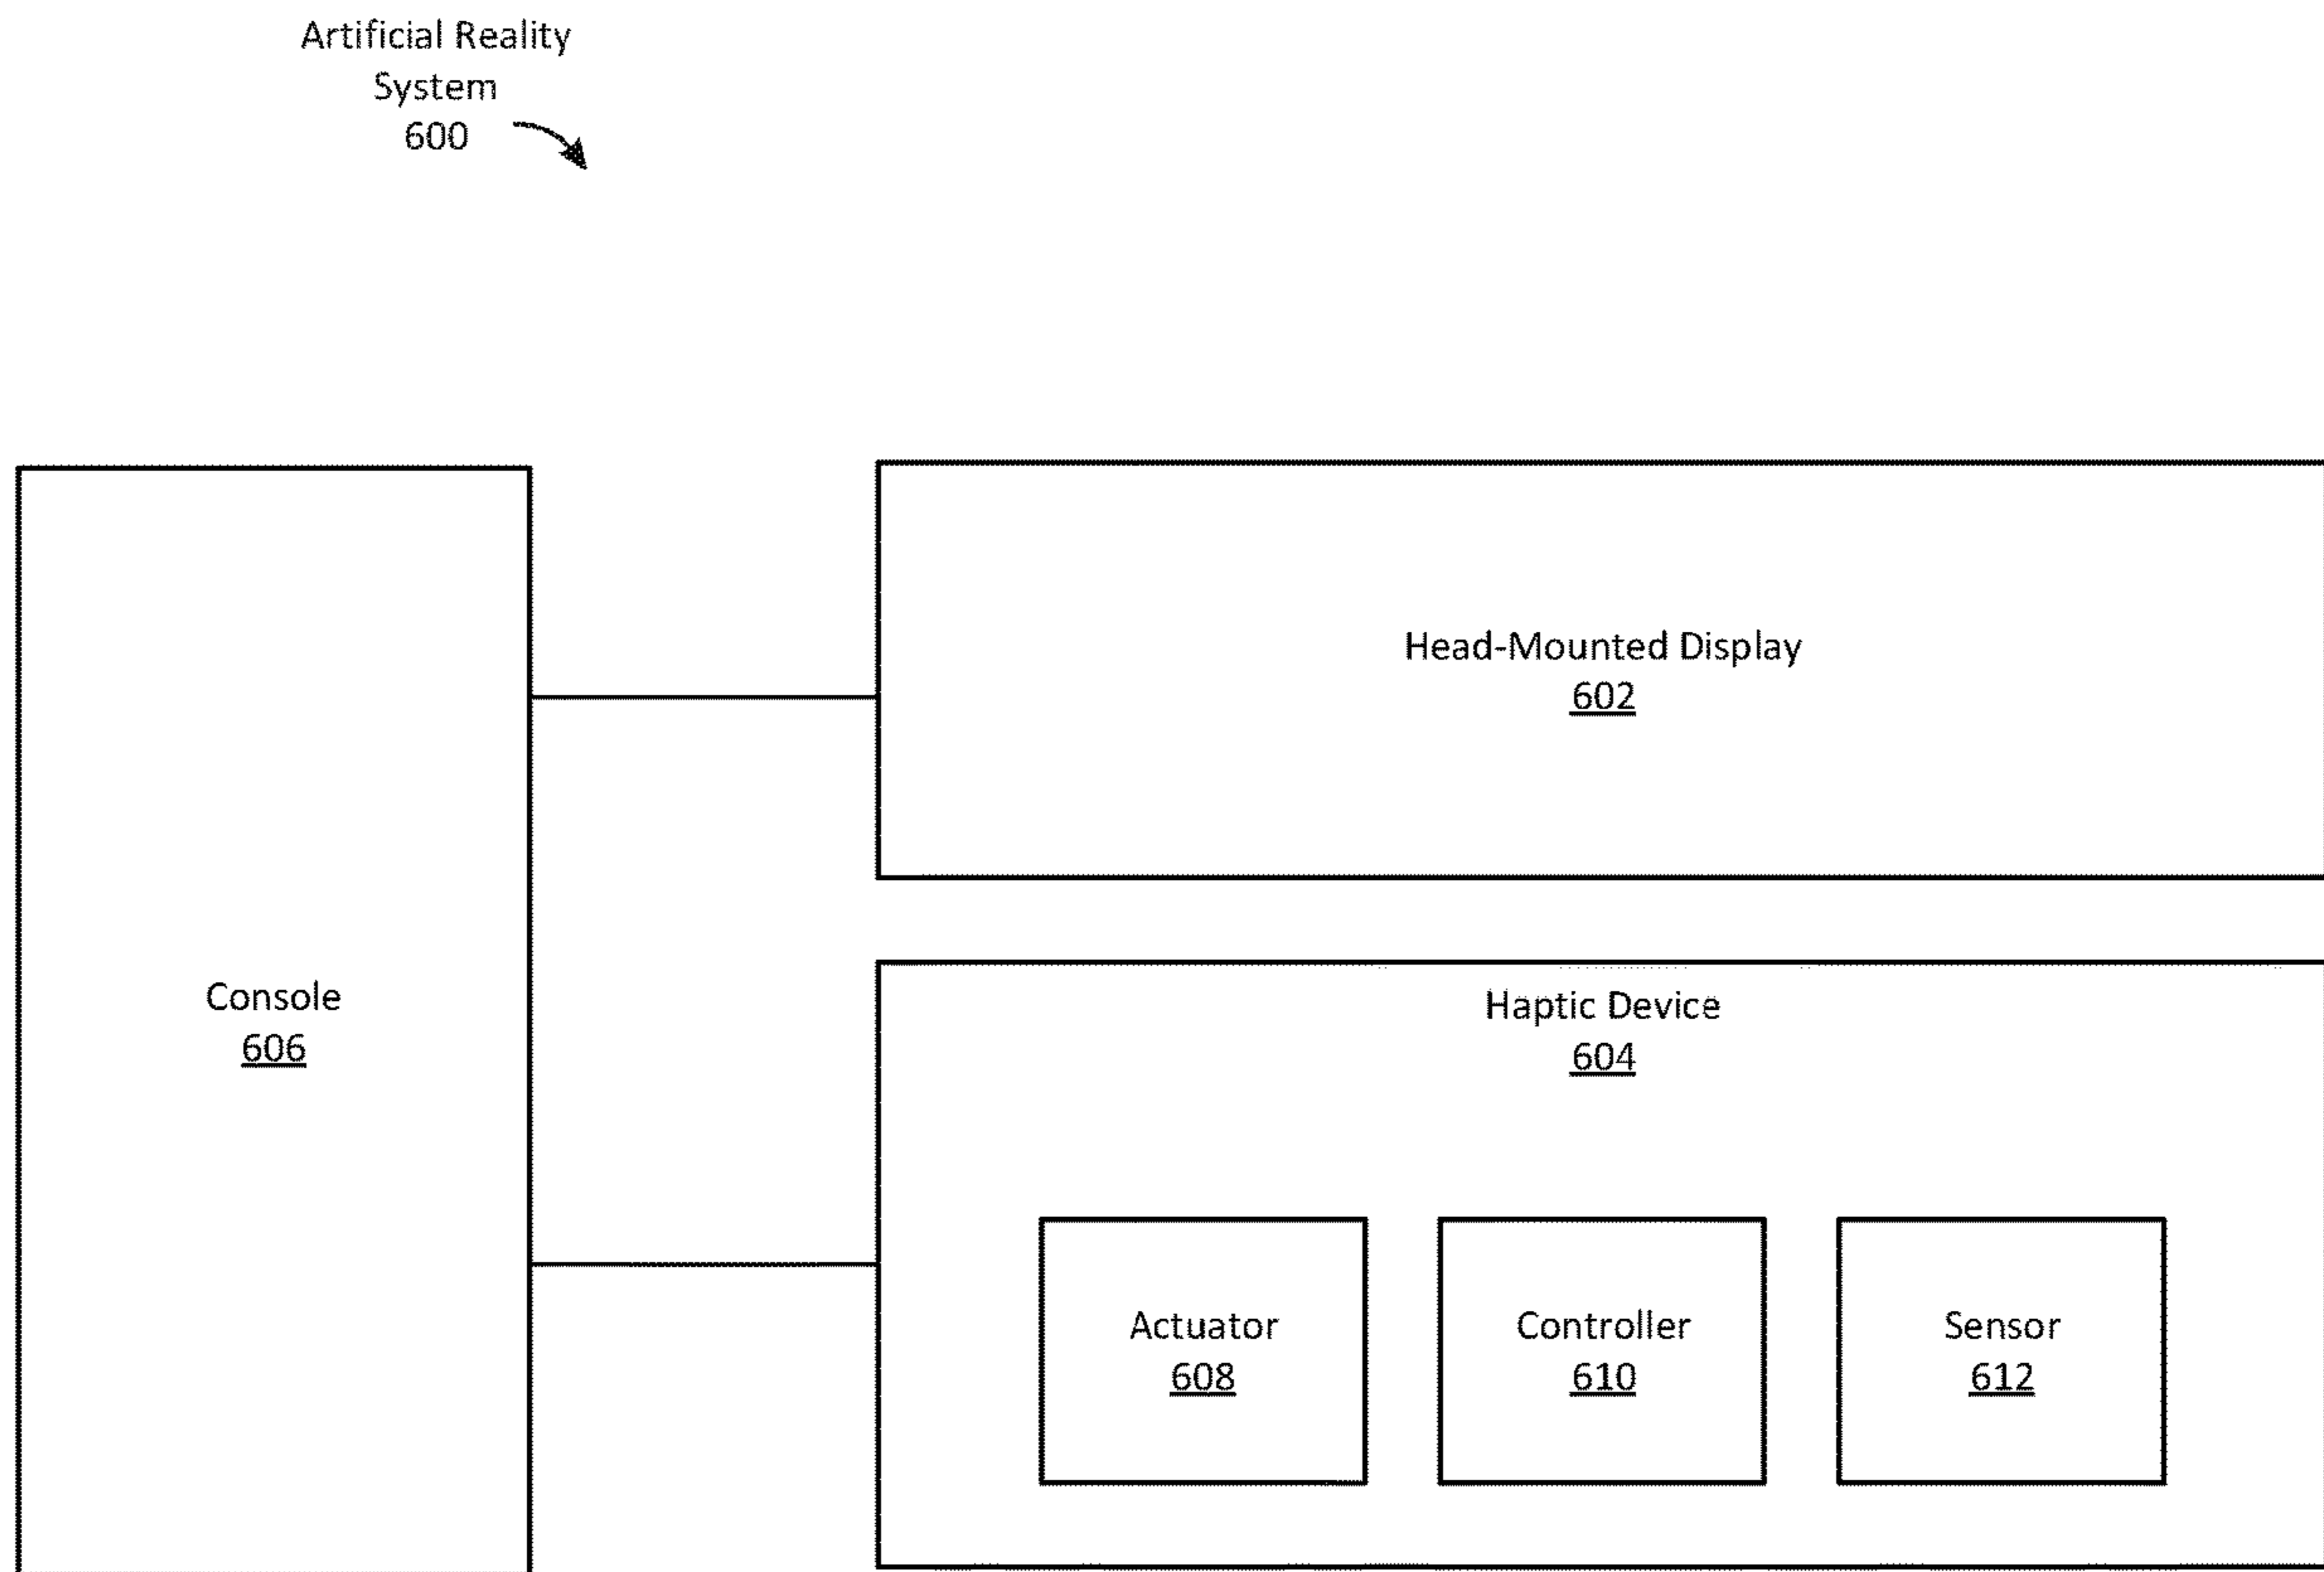 Artificial Reality
System
600
Head-Mounted Display
602
Console
606
Haptic Device
604
Actuator
608
Controller
610
Sensor
612